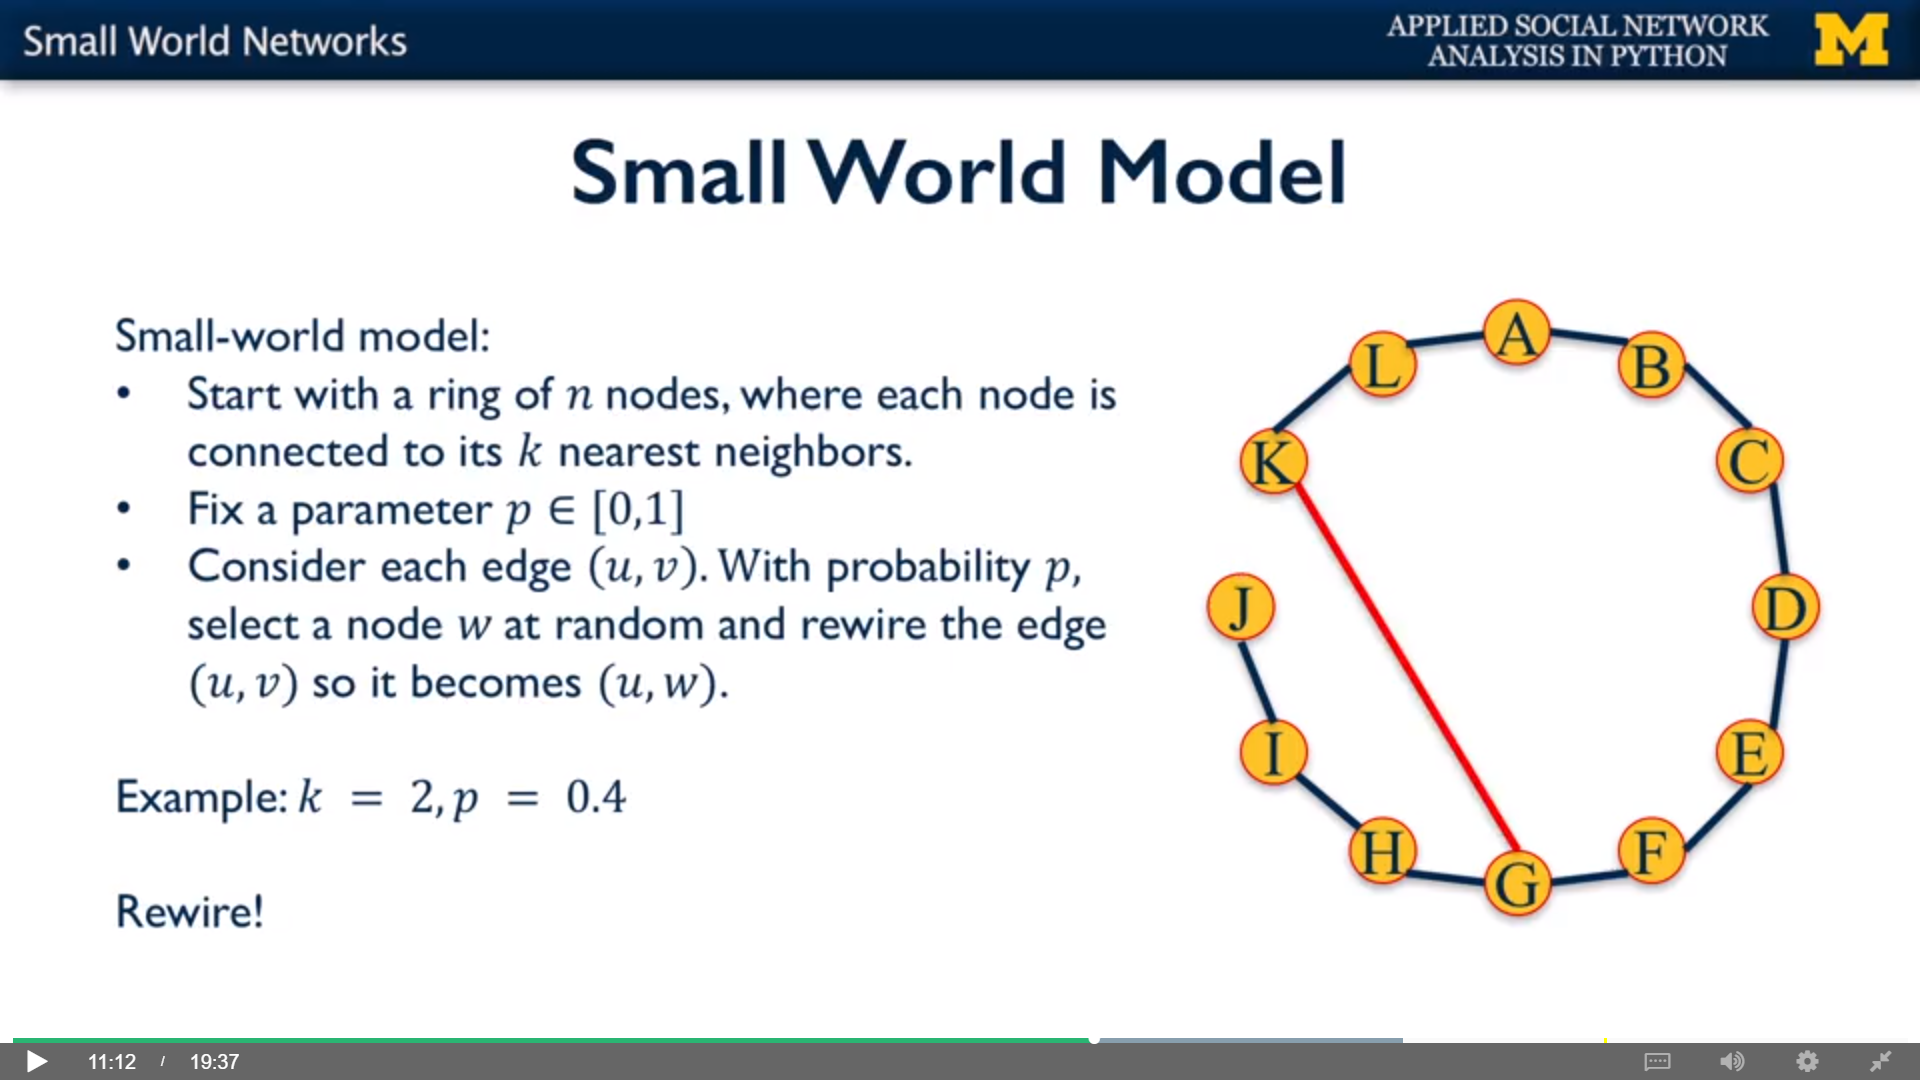 Small World Networks
APPLIED SOCIAL NETWORK
ANALYSIS IN PYTHON
M
Small World Model
Small-world model:
• Start with a ring of n nodes, where each node is
connected to its k nearest neighbors.
• Fix a parameter p ∈ [0,1]
• Consider each edge (u, v). With probability p,
select a node w at random and rewire the edge
(u, v) so it becomes (u, w).
Example: k = 2, p = 0.4
Rewire!
A
B
C
D
E
F
G
H
I
J
K
L
11:12 / 19:37